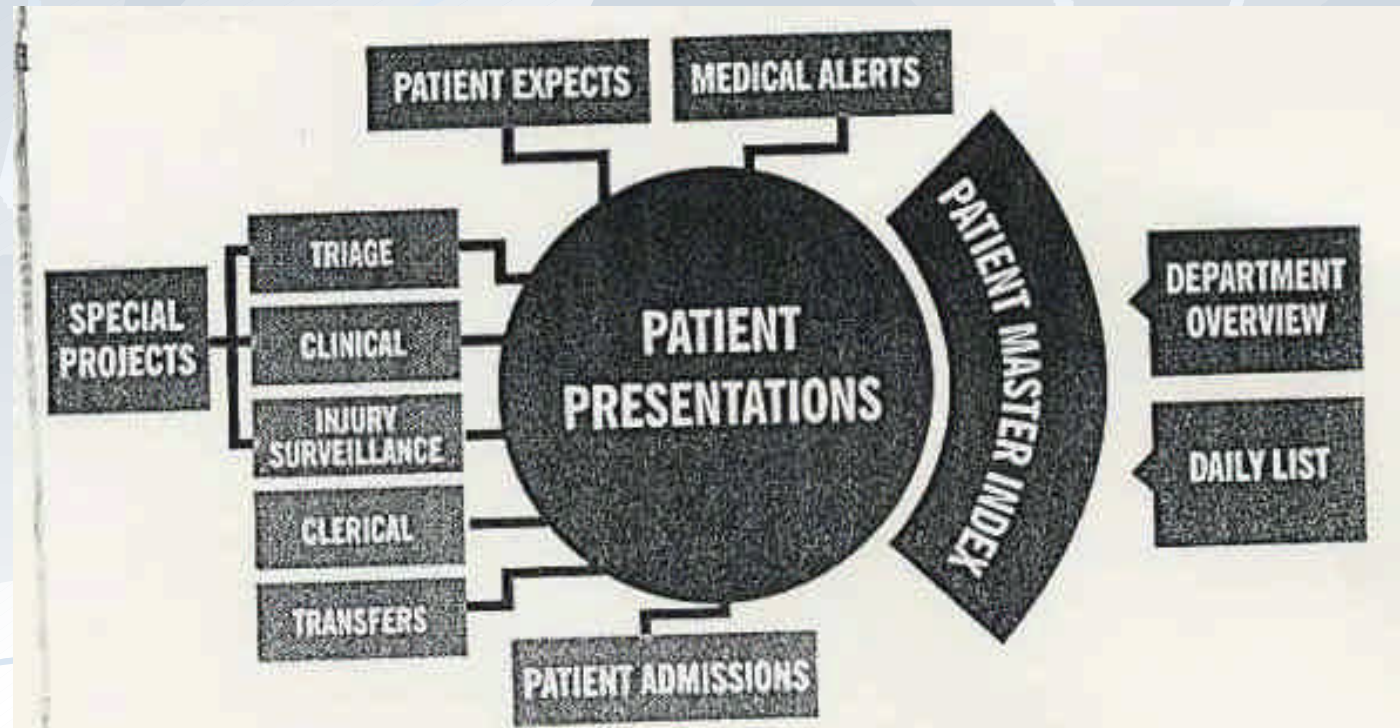 PATIENT EXPECTS
MEDICAL ALERTS
SPECIAL
PROJECTS
TRIAGE
CLINICAL
INJURY
SURVEILLANCE
CLERICAL
TRANSFERS
PATIENT
PRESENTATIONS
PATIENT MASTER INDEX
DEPARTMENT
OVERVIEW
DAILY LIST
PATIENT ADMISSIONS